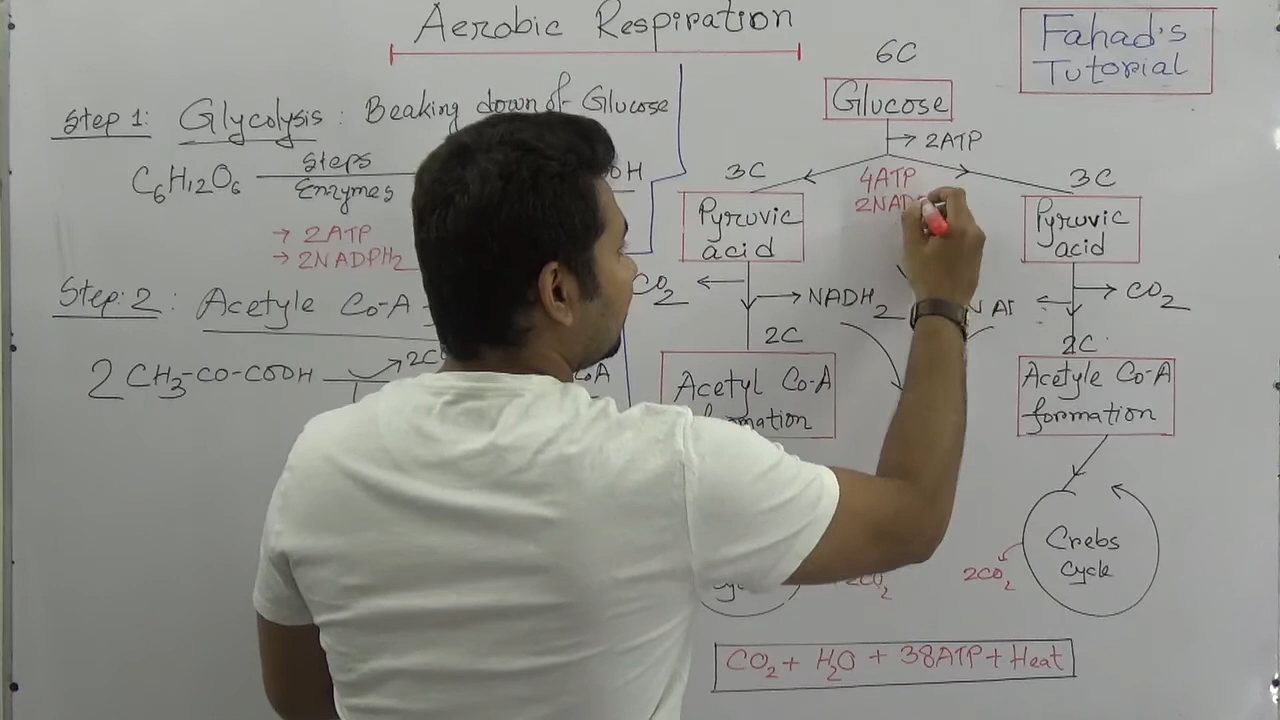 Aerobic Respiration
Fahad's
Tutorial
Step 1: Glycolysis: Beaking down of Glucose
C6H12O6 Steps
Enzymes
→ 2ATP
→ 2NADPH2
Step: 2: Acetyle Co-A
2CH3-CO-COOH
6C
Glucose
→ 2ATP
4ATP
3C
Pyruvic
acid
3C
Pyruvic
acid
CO2
NADH2
CO2
2C
Acetyl Co-A
2C
Acetyle Co-A
formation
Crebs
Cycle
2CO2
2CO2
CO2 + H2O + 38ATP + Heat